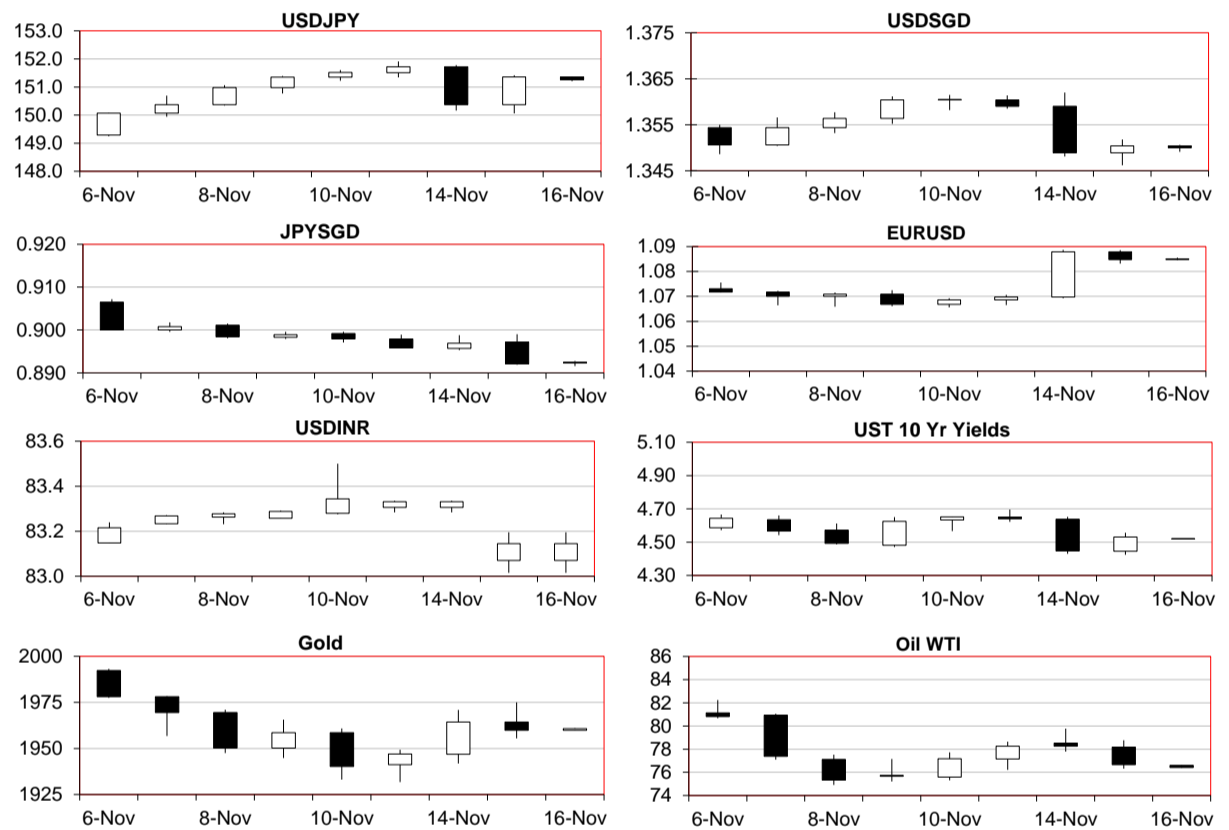 USDJPY
153.0
152.0
151.0
150.0
149.0
148.0
6-Nov 8-Nov 10-Nov 14-Nov 16-Nov
USDSGD
1.375
1.365
1.355
1.345
6-Nov 8-Nov 10-Nov 14-Nov 16-Nov
JPYSGD
0.920
0.910
0.900
0.890
6-Nov 8-Nov 10-Nov 14-Nov 16-Nov
EURUSD
1.09
1.08
1.07
1.06
1.05
1.04
6-Nov 8-Nov 10-Nov 14-Nov 16-Nov
USDINR
83.6
83.4
83.2
83.0
6-Nov 8-Nov 10-Nov 14-Nov 16-Nov
UST 10 Yr Yields
5.10
4.90
4.70
4.50
4.30
6-Nov 8-Nov 10-Nov 14-Nov 16-Nov
Gold
2000
1975
1950
1925
6-Nov 8-Nov 10-Nov 14-Nov 16-Nov
Oil WTI
86
84
82
80
78
76
74
6-Nov 8-Nov 10-Nov 14-Nov 16-Nov